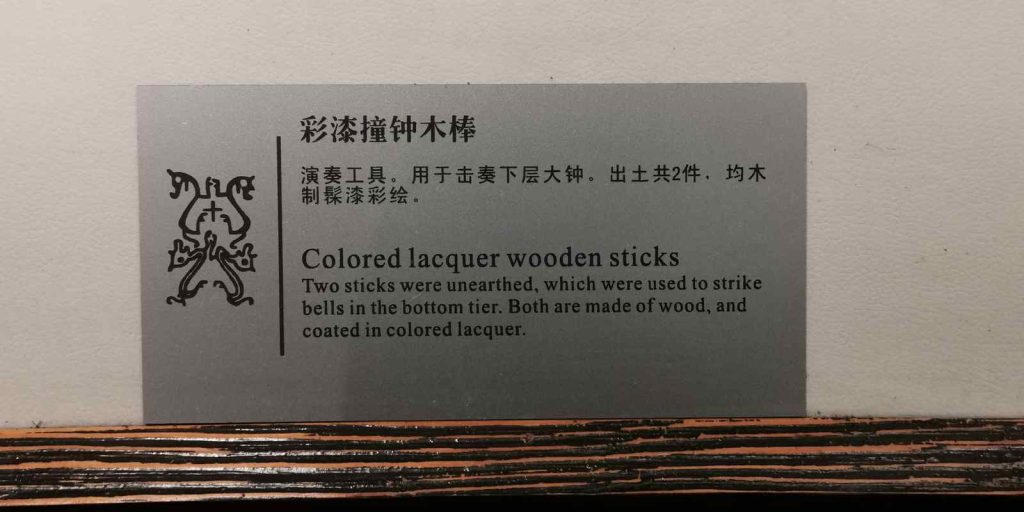 彩漆撞钟木棒
演奏工具。用于击奏下层大钟。出土共2件，均木
制髹漆彩绘。
Colored lacquer wooden sticks
Two sticks were unearthed, which were used to strike
bells in the bottom tier. Both are made of wood, and
coated in colored lacquer.